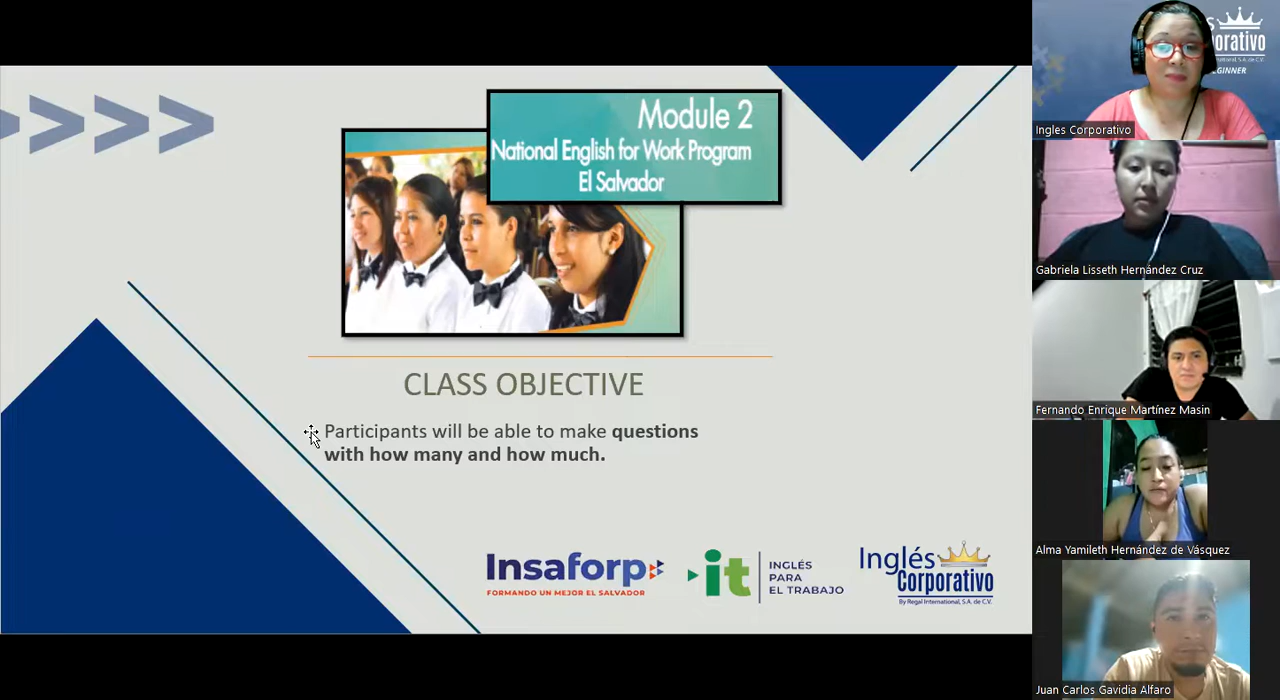 Module 2
National English for Work Program
El Salvador
CLASS OBJECTIVE
Participants will be able to make questions
with how many and how much.
Insaforp
FORMANDO UN MEJOR EL SALVADOR
it
INGLÉS
PARA
EL TRABAJO
Inglés
Corporativo
By Regal International, S.A. de C.V.
Ingles Corporativo
Gabriela Lisseth Hernández Cruz
Fernando Enrique Martínez Masin
Alma Yamileth Hernández de Vásquez
Juan Carlos Gavidia Alfaro